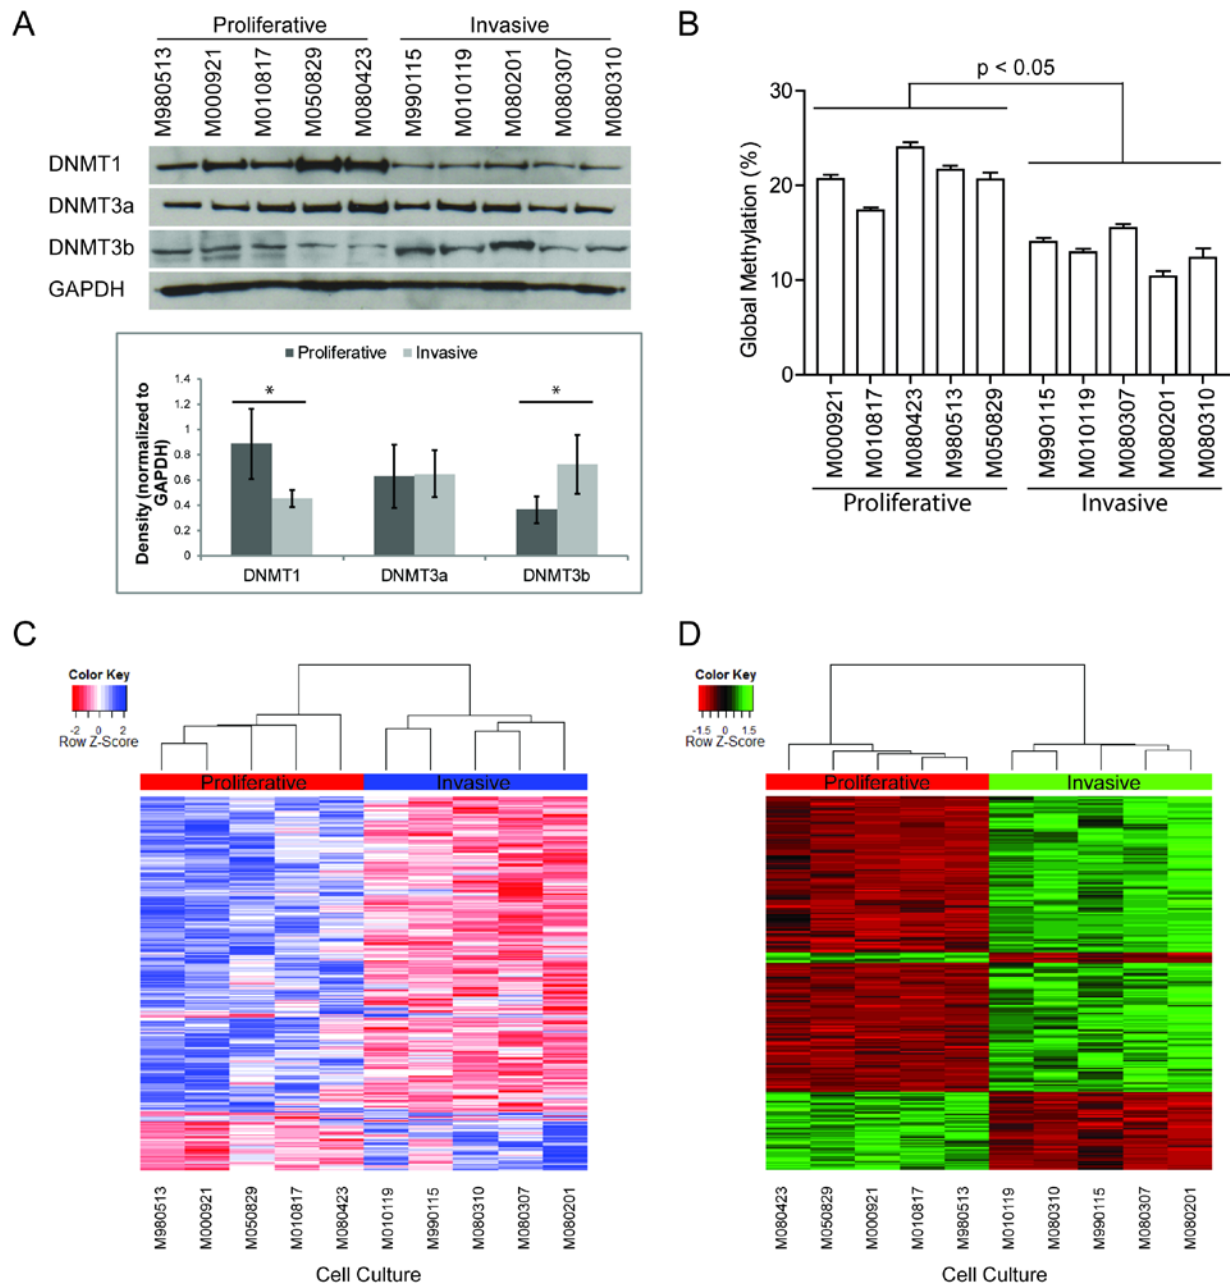 A
Proliferative Invasive
M980513 M000921 M010817 M050829 M080423 M990115 M010119 M080201 M080307 M080310
DNMT1
DNMT3a
DNMT3b
GAPDH
Proliferative Invasive
Density (normalized to
GAPDH)
1.4
1.2
1
0.8
0.6
0.4
0.2
0
* *
DNMT1 DNMT3a DNMT3b
B
p < 0.05
Global Methylation (%)
30
20
10
0
M000921 M010817 M080423 M980513 M050829 M990115 M010119 M080307 M080201 M080310
Proliferative Invasive
C
Color Key
-2 0 2
Row Z-Score
Proliferative Invasive
M980513 M000921 M050829 M010817 M080423 M010119 M990115 M080310 M080307 M080201
Cell Culture
D
Color Key
-1.5 0 1.5
Row Z-Score
Proliferative Invasive
M080423 M050829 M000921 M010817 M980513 M010119 M080310 M990115 M080307 M080201
Cell Culture